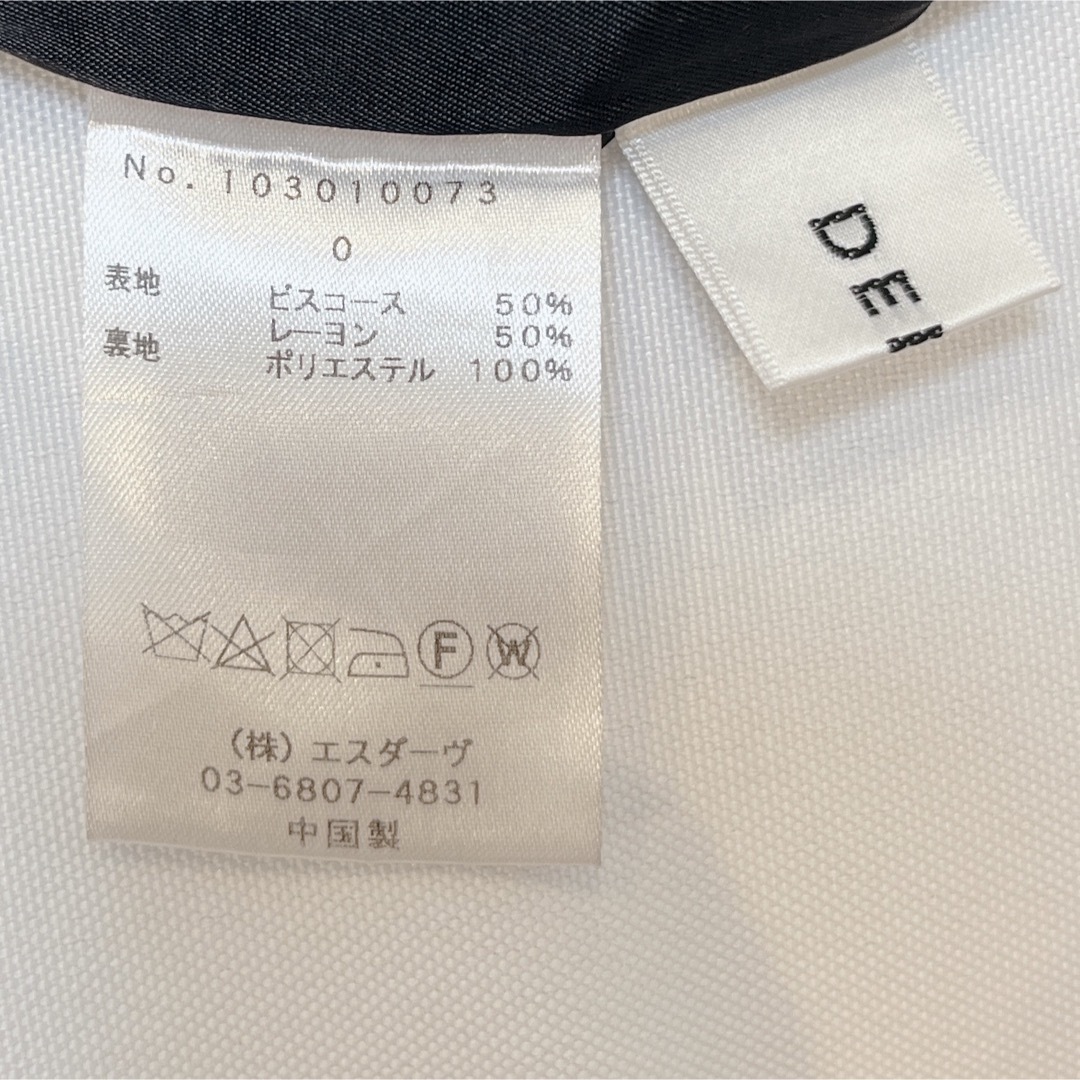 No.103010073
0
表地 ビスコース 50%
レーヨン 50%
裏地 ポリエステル 100%
F
W
(株)エスダーヴ
03-6807-4831
中国製
DE